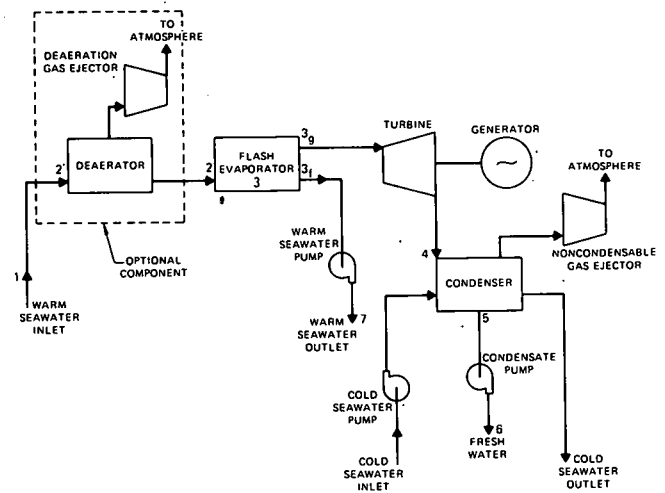 TO
ATMOSPHERE
DEAERATION
GAS EJECTOR
2'
DEAERATOR
OPTIONAL
COMPONENT
1
WARM
SEAWATER
INLET
2
FLASH
EVAPORATOR
3
3g
3f
WARM
SEAWATER
PUMP
7
WARM
SEAWATER
OUTLET
TURBINE
GENERATOR
~
TO
ATMOSPHERE
NONCONDENSABLE
GAS EJECTOR
4
CONDENSER
5
CONDENSATE
PUMP
6
FRESH
WATER
COLD
SEAWATER
PUMP
COLD
SEAWATER
INLET
COLD
SEAWATER
OUTLET